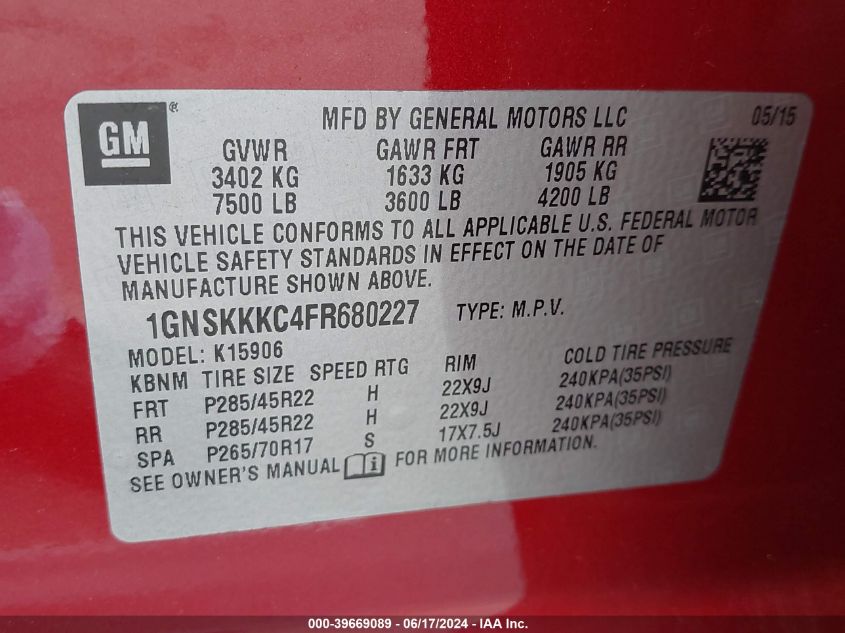 GM®
MFD BY GENERAL MOTORS LLC 05/15
GVWR GAWR FRT GAWR RR
3402 KG 1633 KG 1905 KG
7500 LB 3600 LB 4200 LB
THIS VEHICLE CONFORMS TO ALL APPLICABLE U.S. FEDERAL MOTOR
VEHICLE SAFETY STANDARDS IN EFFECT ON THE DATE OF
MANUFACTURE SHOWN ABOVE.
1GNSKKKC4FR680227 TYPE: M.P.V.
MODEL: K15906
KBNM TIRE SIZE SPEED RTG RIM COLD TIRE PRESSURE
FRT P285/45R22 H 22X9J 240KPA(35PSI)
RR P285/45R22 H 22X9J 240KPA(35PSI)
SPA P265/70R17 S 17X7.5J 240KPA(35PSI)
SEE OWNER'S MANUAL FOR MORE INFORMATION.
000-39669089 - 06/17/2024 - IAA Inc.